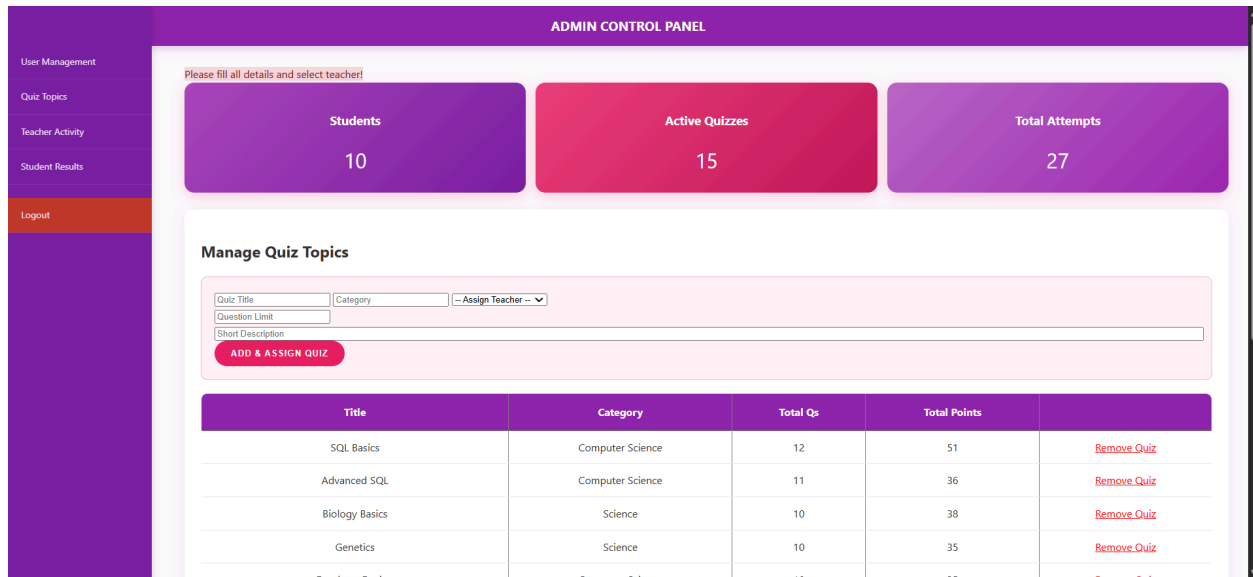 ADMIN CONTROL PANEL
User Management
Quiz Topics
Teacher Activity
Student Results
Logout
Please fill all details and select teacher!
Students
10
Active Quizzes
15
Total Attempts
27
Manage Quiz Topics
Quiz Title Category -- Assign Teacher --
Question Limit
Short Description
ADD & ASSIGN QUIZ
Title Category Total Qs Total Points
SQL Basics Computer Science 12 51 Remove Quiz
Advanced SQL Computer Science 11 36 Remove Quiz
Biology Basics Science 10 38 Remove Quiz
Genetics Science 10 35 Remove Quiz